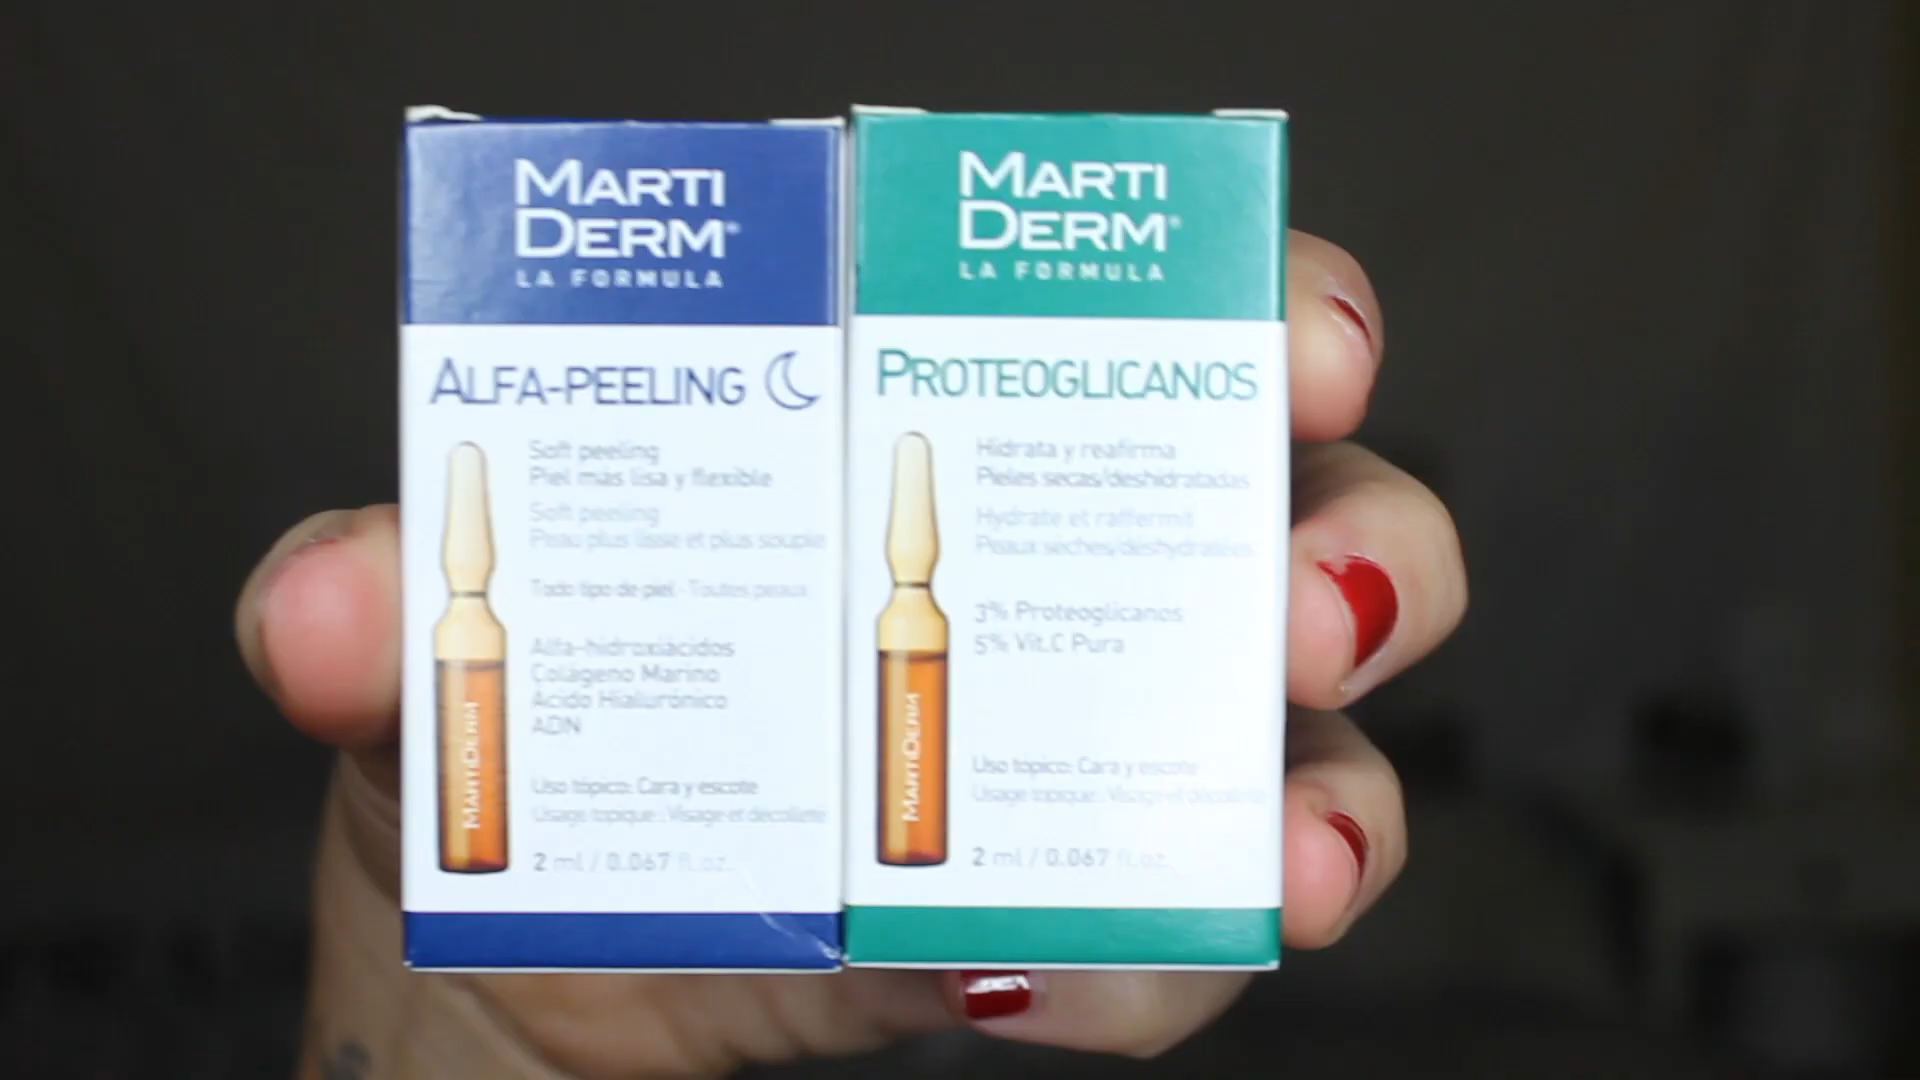 MARTI
DERM®
LA FORMULA
ALFA-PEELING
Soft peeling
Piel más lisa y flexible
Soft peeling
Peau plus lisse et plus souple
Todo tipo de piel - Toutes peaux
Alfa-hidroxiácidos
Colágeno Marino
Ácido Hialurónico
ADN
Uso tópico: Cara y escote
Usage topique : Visage et décolleté
2 ml / 0.067 fl.oz.
MARTIDERM
MARTI
DERM®
LA FORMULA
PROTEOGLICANOS
Hidrata y reafirma
Pieles secas/deshidratadas
Hydrate et raffermit
Peaux sèches/déshydratées
3% Proteoglicanos
5% Vit.C Pura
Uso tópico: Cara y escote
Usage topique : Visage et décolleté
2 ml / 0.067 fl.oz.
MARTIDERM